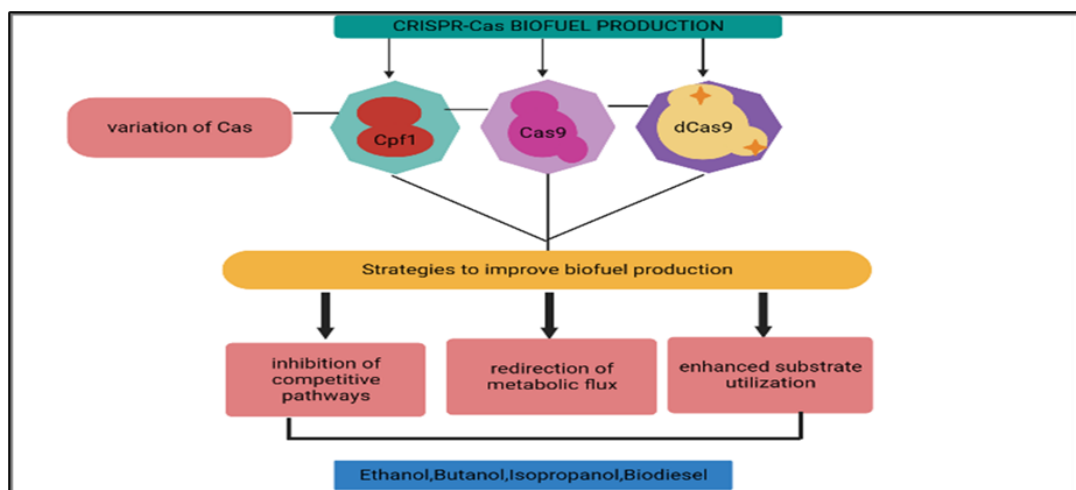 CRISPR-Cas BIOFUEL PRODUCTION
variation of Cas
Cpf1
Cas9
dCas9
Strategies to improve biofuel production
inhibition of
competitive
pathways
redirection of
metabolic flux
enhanced substrate
utilization
Ethanol,Butanol,Isopropanol,Biodiesel